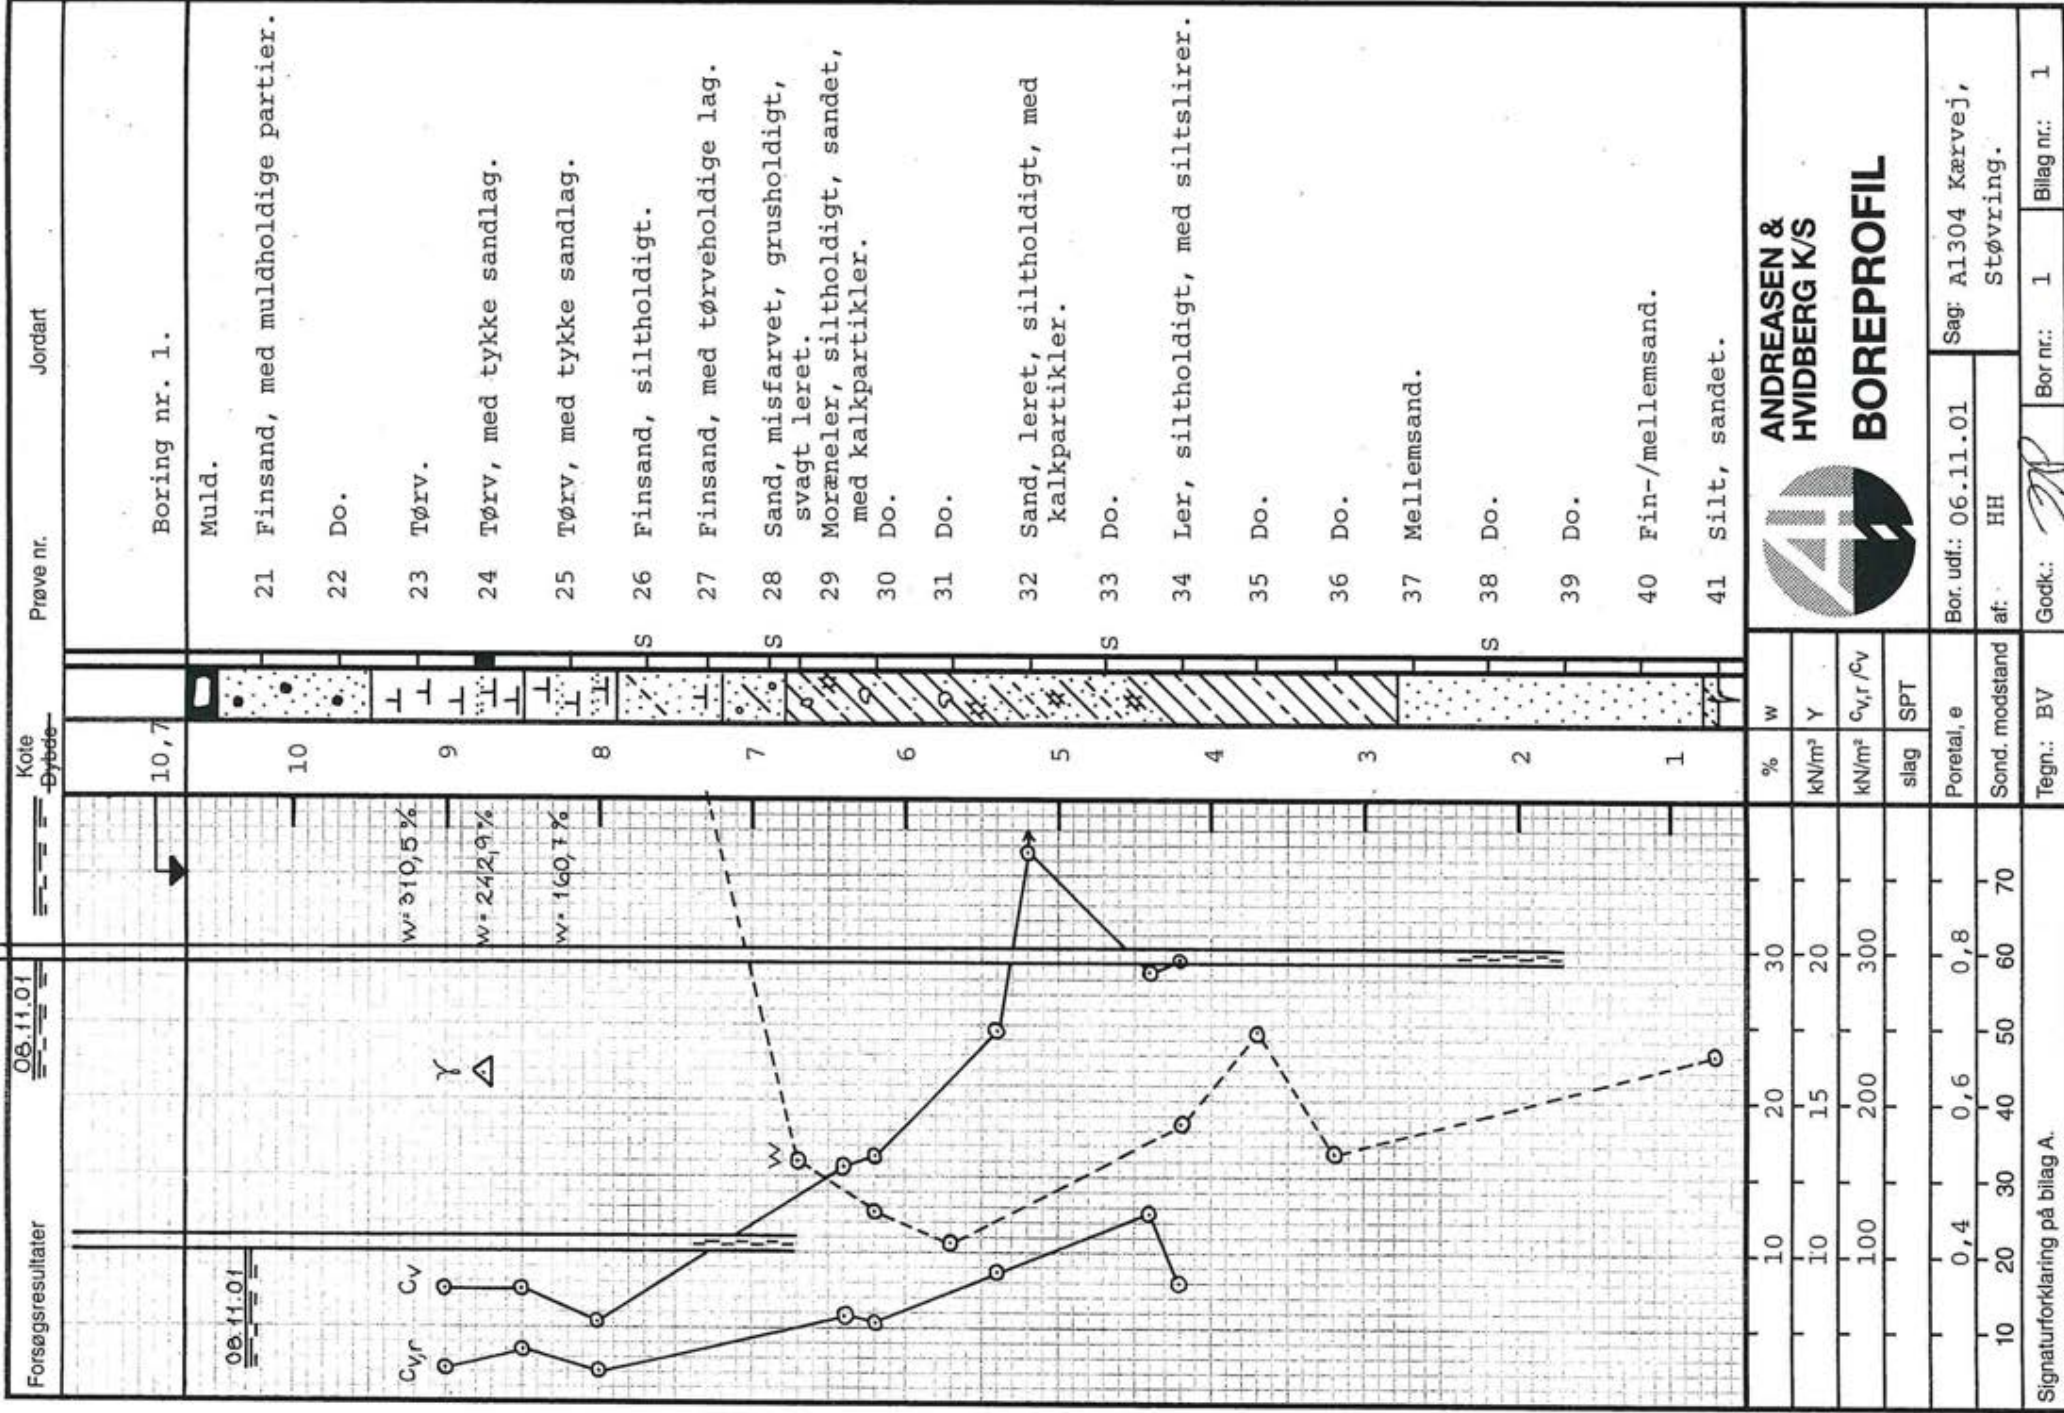 Forsøgsresultater
Kote
Dybde
Prøve nr.
Jordart
08.11.01
10,7
Boring nr. 1.
Muld.
08.11.01
10
21 Finsand, med muldholdige partier.
22 Do.
W=310,5%
23 Tørv.
9
Cv,r
Cv
γ
W=242,9%
24 Tørv, med tykke sandlag.
W=160,7%
25 Tørv, med tykke sandlag.
8
S
26 Finsand, siltholdigt.
27 Finsand, med tørveholdige lag.
7
W
S
28 Sand, misfarvet, grusholdigt,
svagt leret.
29 Moræneler, siltholdigt, sandet,
med kalkpartikler.
30 Do.
6
31 Do.
32 Sand, leret, siltholdigt, med
kalkpartikler.
5
S
33 Do.
34 Ler, siltholdigt, med siltslirer.
4
35 Do.
36 Do.
3
37 Mellemsand.
S
38 Do.
2
39 Do.
40 Fin-/mellemsand.
1
41 Silt, sandet.
10 20 30 % w
10 15 20 kN/m³ γ
100 200 300 kN/m² cv,r /cv
slag SPT
0,4 0,6 0,8 Poretal, e
10 20 30 40 50 60 70 Sond. modstand
ANDREASEN &
HVIDBERG K/S
BOREPROFIL
Bor. udf.: 06.11.01
af: HH
Sag: A1304 Kærvej,
Støvring.
Signaturforklaring på bilag A.
Tegn.: BV
Godk.:
Bor nr.: 1
Bilag nr.: 1